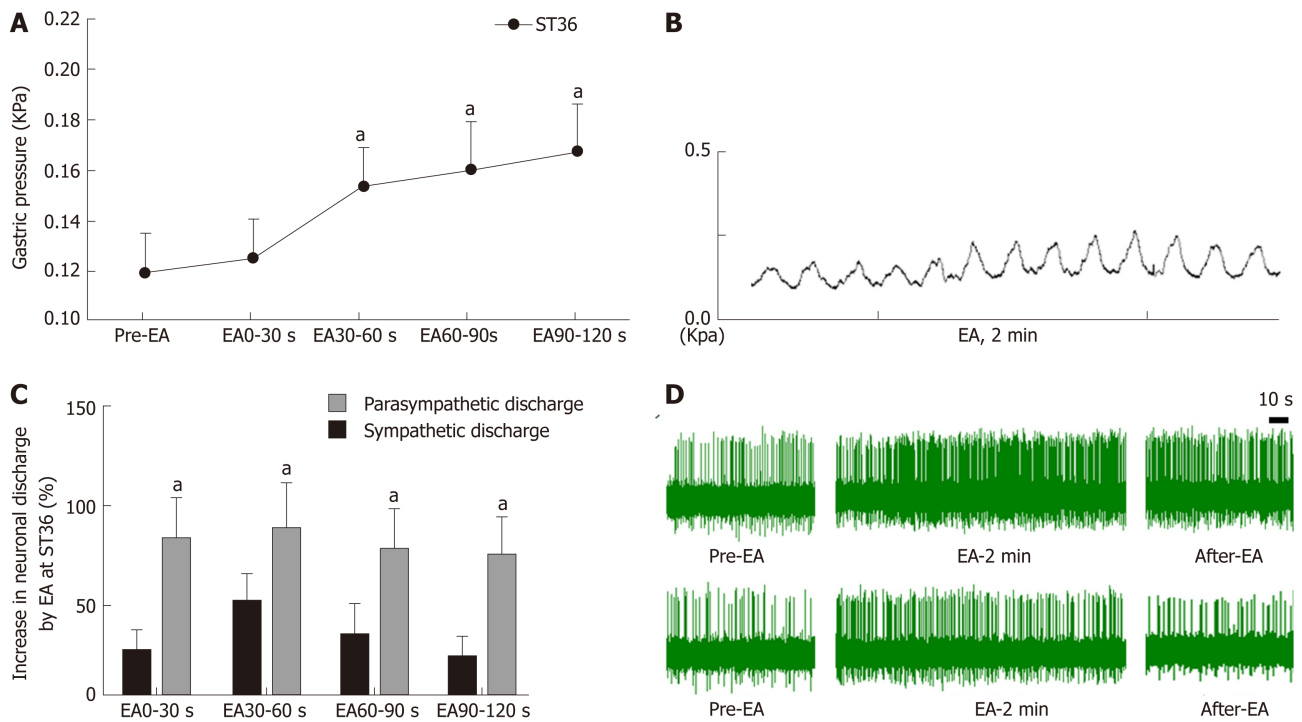 A
0.22
0.20
0.18
0.16
0.14
0.12
0.10
Gastric pressure (KPa)
ST36
a
a
a
Pre-EA
EA0-30 s
EA30-60 s
EA60-90s
EA90-120 s
B
0.5
0.0
(Kpa)
EA, 2 min
C
150
100
50
0
Increase in neuronal discharge
by EA at ST36 (%)
Parasympathetic discharge
Sympathetic discharge
a
a
a
a
EA0-30 s
EA30-60 s
EA60-90 s
EA90-120 s
D
10 s
Pre-EA
EA-2 min
After-EA
Pre-EA
EA-2 min
After-EA